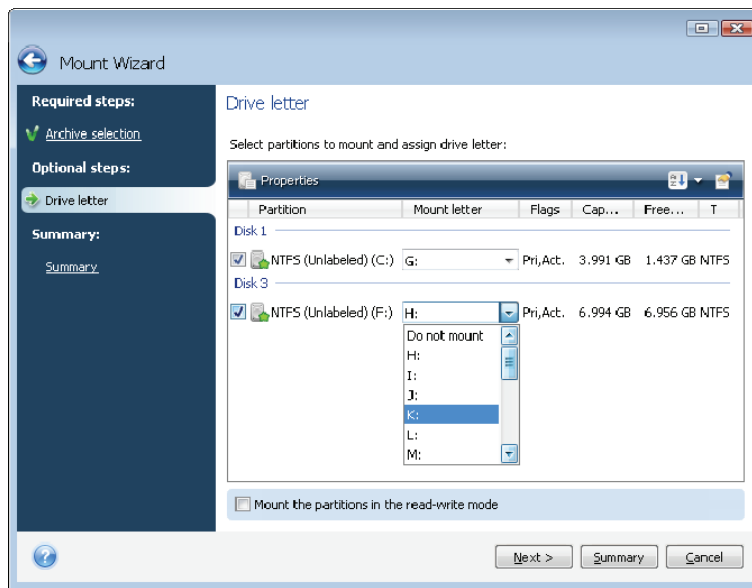 Mount Wizard
Required steps:
Archive selection
Optional steps:
Drive letter
Summary:
Summary
Drive letter
Select partitions to mount and assign drive letter:
Properties
Partition Mount letter Flags Cap... Free... T
Disk 1
NTFS (Unlabeled) (C:) G: Pri,Act. 3.991 GB 1.437 GB NTFS
Disk 3
NTFS (Unlabeled) (F:) H: Pri,Act. 6.994 GB 6.956 GB NTFS
Do not mount
H:
I:
J:
K:
L:
M:
Mount the partitions in the read-write mode
Next > Summary Cancel